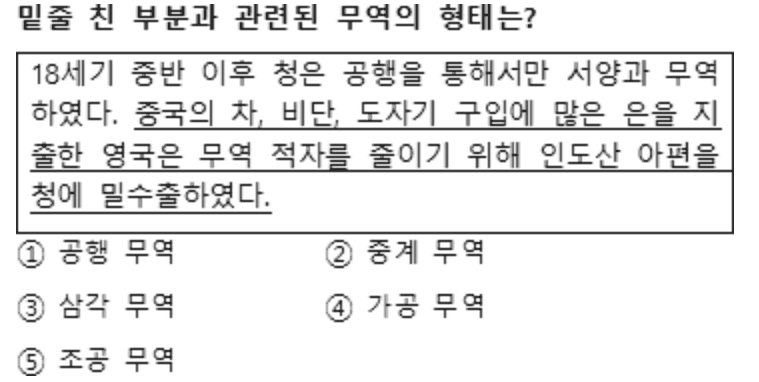 밑줄 친 부분과 관련된 무역의 형태는?
18세기 중반 이후 청은 공행을 통해서만 서양과 무역
하였다. 중국의 차, 비단, 도자기 구입에 많은 은을 지
출한 영국은 무역 적자를 줄이기 위해 인도산 아편을
청에 밀수출하였다.
① 공행 무역 ② 중계 무역
③ 삼각 무역 ④ 가공 무역
⑤ 조공 무역